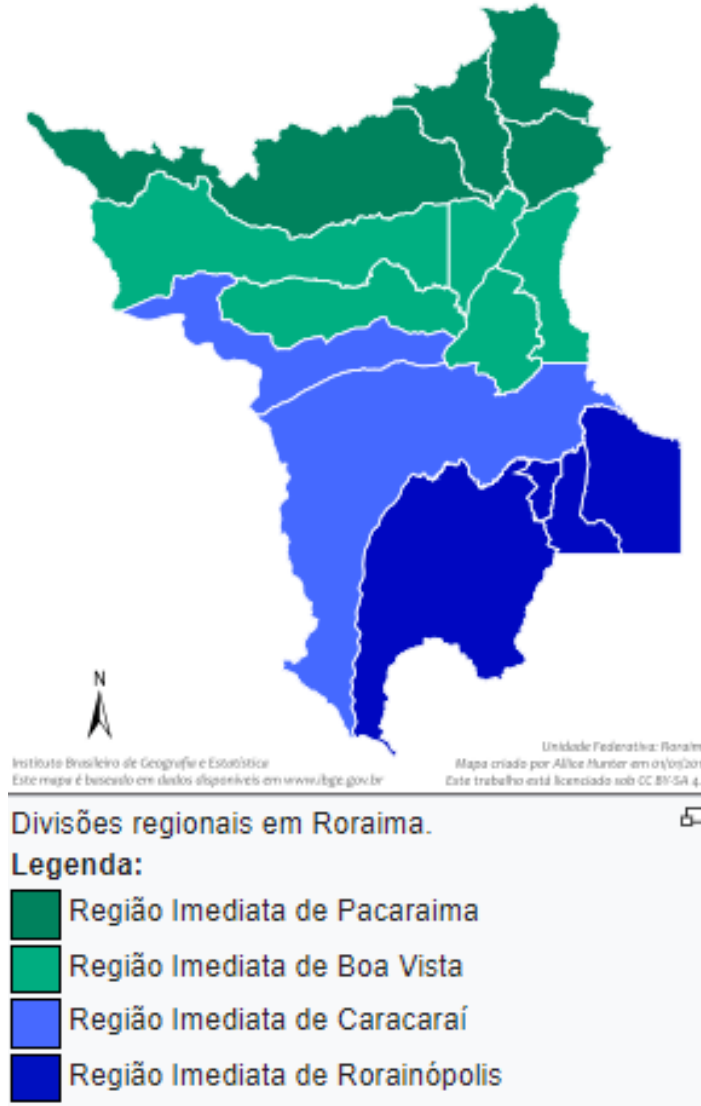 N
Instituto Brasileiro de Geografia e Estatística
Este mapa é baseado em dados disponíveis em www.ibge.gov.br
Unidade Federativa: Roraim
Mapa criado por Allice Hunter em
Este trabalho está licenciado sob CC BY-SA 4.
Divisões regionais em Roraima.
Legenda:
Região Imediata de Pacaraima
Região Imediata de Boa Vista
Região Imediata de Caracaraí
Região Imediata de Rorainópolis